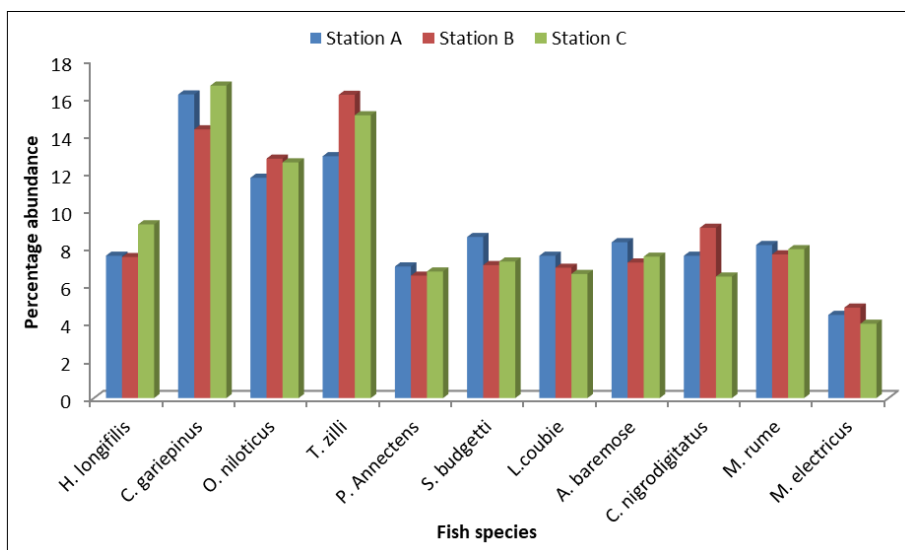 Station A Station B Station C
18
16
14
12
10
8
6
4
2
0
Percentage abundance
H. longifilis
C. gariepinus
O. niloticus
T. zilli
P. Annectens
S. budgetti
L.coubie
A. baremose
C. nigrodigitatus
M. rume
M. electricus
Fish species